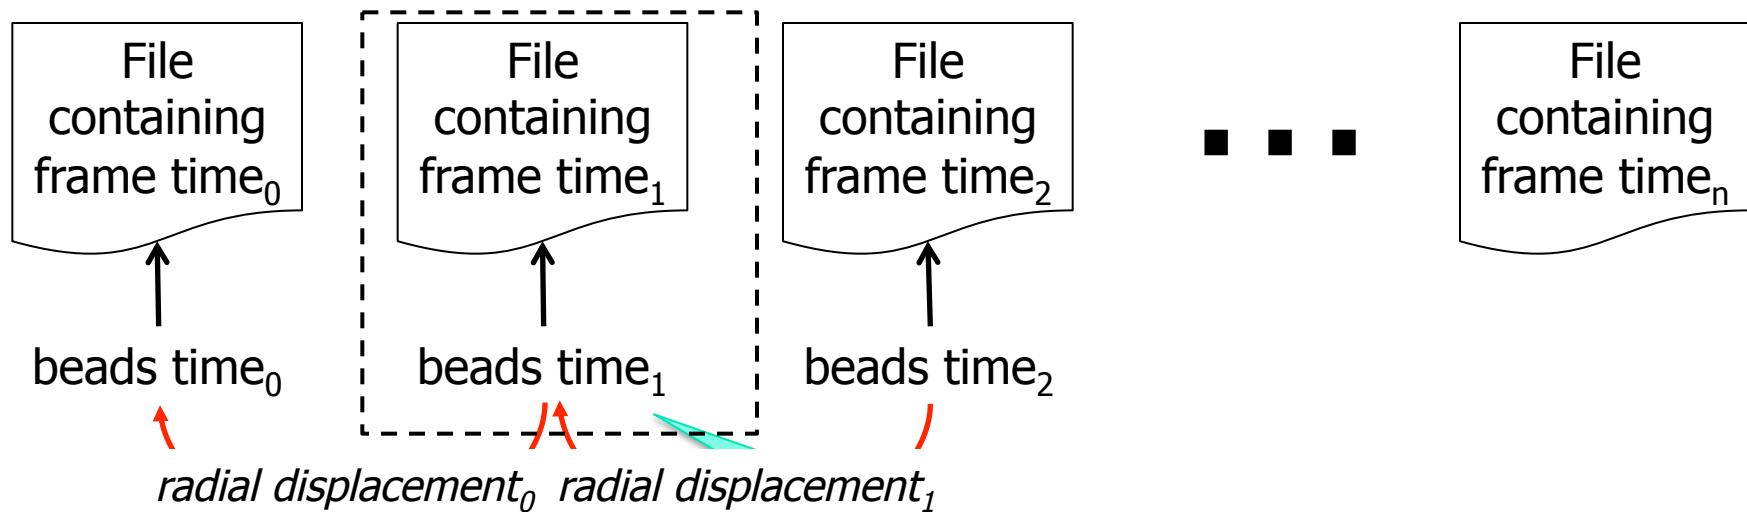 File
containing
frame time₀
File
containing
frame time₁
File
containing
frame time₂
File
containing
frame timeₙ
beads time₀
beads time₁
beads time₂
radial displacement₀
radial displacement₁